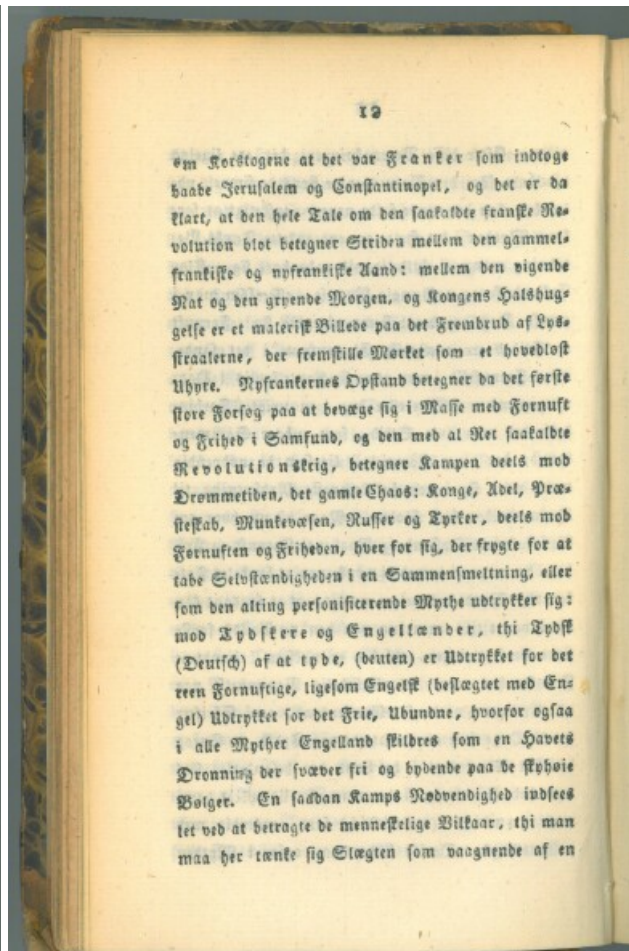 12
om Korstogene at det var Franker som indtoge
baade Jerusalem og Constantinopel, og det er da
klart, at den hele Tale om den saakaldte franske Re-
volution blot betegner Striden mellem den gammel-
frankiske og nyfrankiske Aand: mellem den vigende
Nat og den gryende Morgen, og Kongens Halshug-
gelse er et malerisk Billede paa det Frembrud af Lys-
straalerne, der fremstille Mørket som et hovedløst
Uhyre. Nyfrankernes Opstand betegner da det første
store Forsøg paa at bevæge sig i Masse med Fornuft
og Frihed i Samfund, og den med al Ret saakaldte
Revolutionskrig, betegner Kampen deels mod
Drømmetiden, det gamle Chaos: Konge, Adel, Præ-
steskab, Munkevæsen, Russer og Tyrker, deels mod
Fornuften og Friheden, hver for sig, der frygte for at
tabe Selvstændigheden i en Sammensmeltning, eller
som den alting personificerende Mythe udtrykker sig:
mod Tydskere og Engellænder, thi Tydsk
(Deutsch) af at tyde, (deuten) er Udtrykket for det
reen Fornuftige, ligesom Engelsk (beslægtet med En-
gel) Udtrykket for det Frie, Ubundne, hvorfor ogsaa
i alle Myther Engelland skildres som en Havets
Dronning der svæver fri og bydende paa de skyhøie
Bølger. En saadan Kamps Nødvendighed indsees
let ved at betragte de menneskelige Vilkaar, thi man
maa her tænke sig Slægten som vaagnende af en